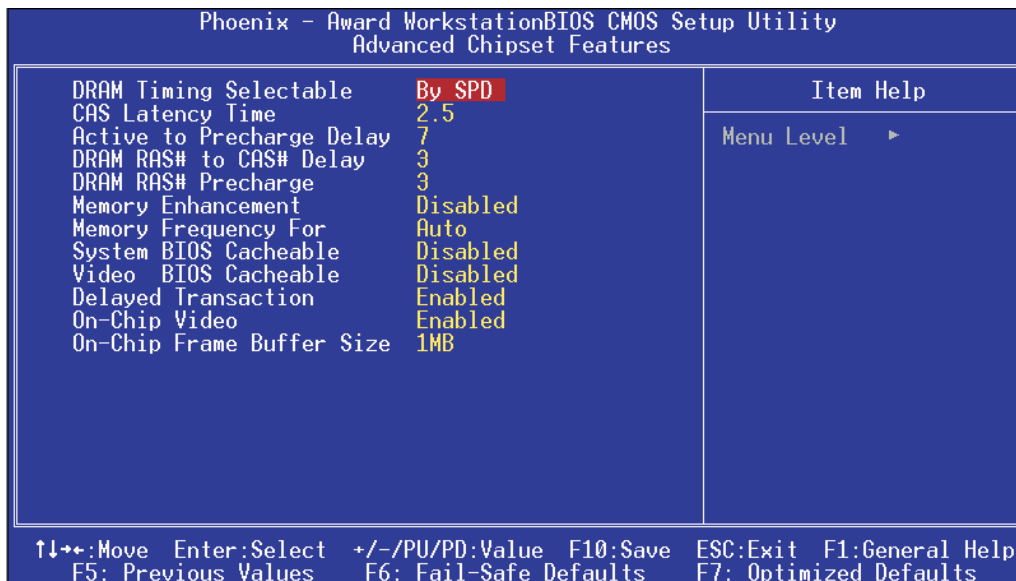 Phoenix - Award WorkstationBIOS CMOS Setup Utility
Advanced Chipset Features
DRAM Timing Selectable By SPD
CAS Latency Time 2.5
Active to Precharge Delay 7
DRAM RAS# to CAS# Delay 3
DRAM RAS# Precharge 3
Memory Enhancement Disabled
Memory Frequency For Auto
System BIOS Cacheable Disabled
Video BIOS Cacheable Disabled
Delayed Transaction Enabled
On-Chip Video Enabled
On-Chip Frame Buffer Size 1MB
Item Help
Menu Level ►
↑↓→←:Move Enter:Select +/-/PU/PD:Value F10:Save ESC:Exit F1:General Help
F5: Previous Values F6: Fail-Safe Defaults F7: Optimized Defaults